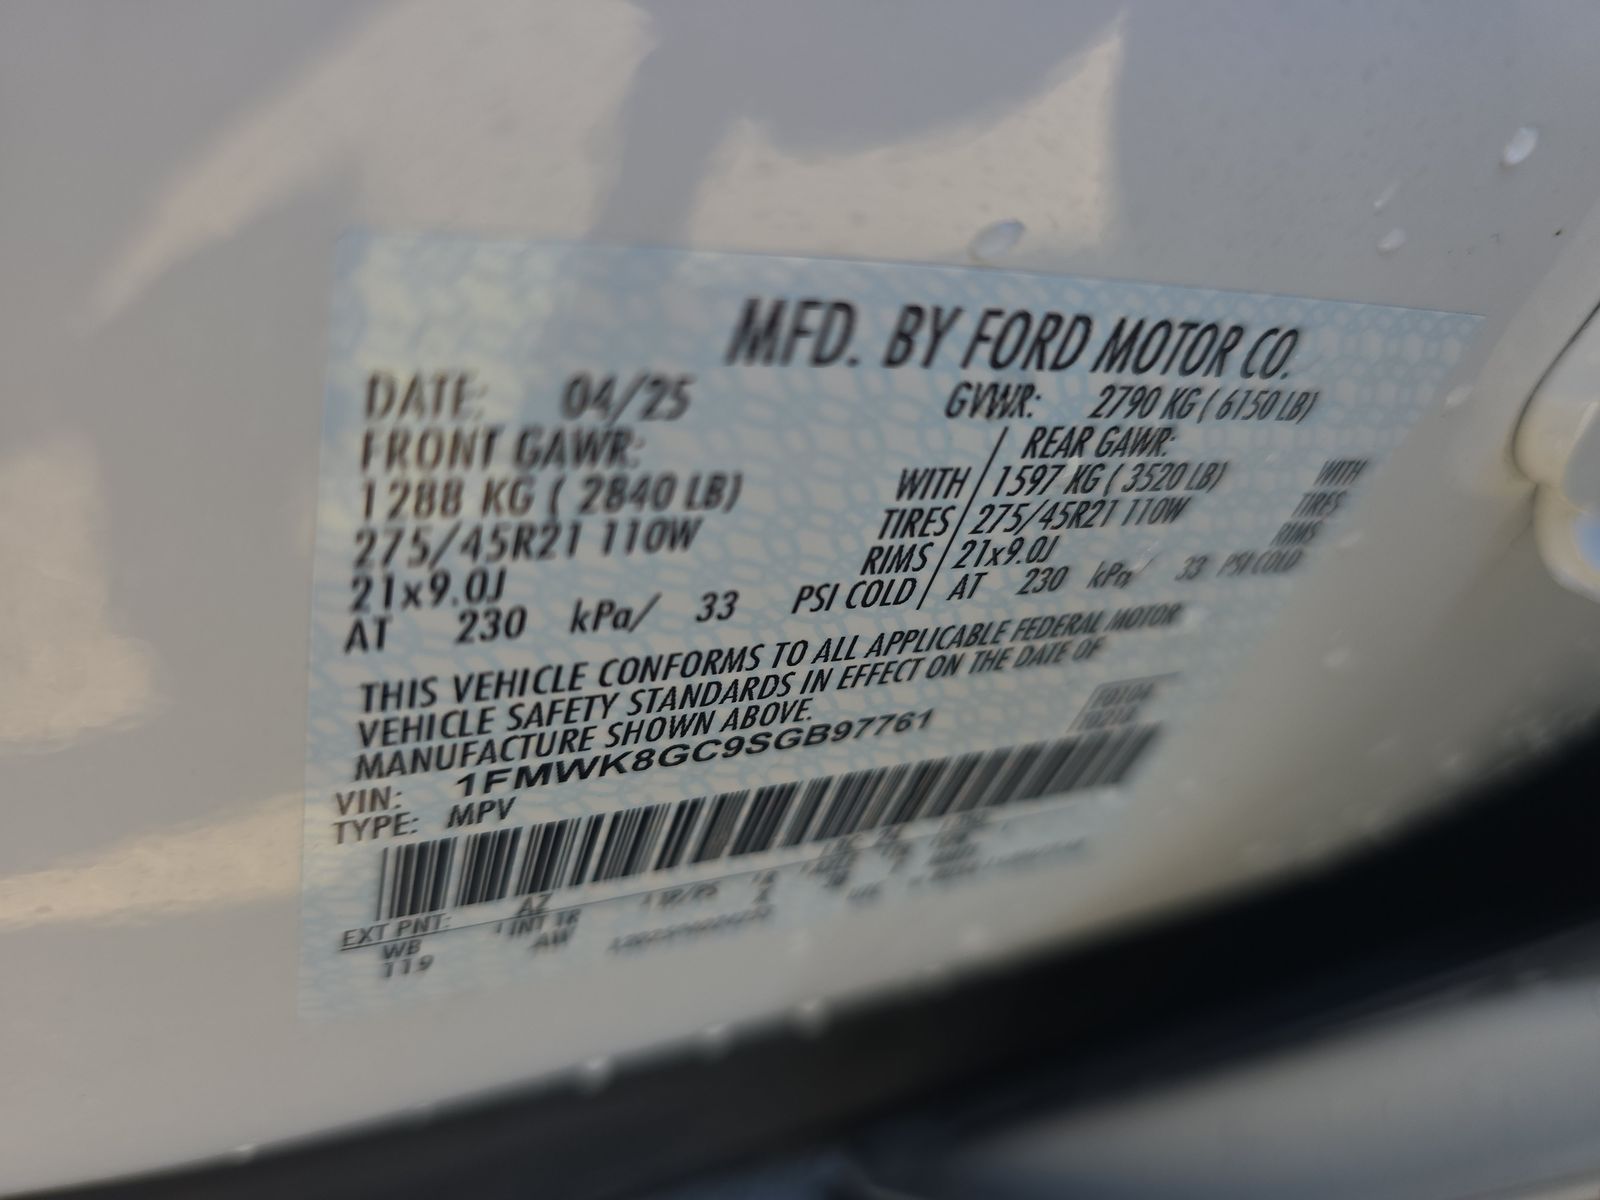 MFD. BY FORD MOTOR CO.
DATE: 04/25 GVWR: 2790 KG ( 6150 LB)
FRONT GAWR: REAR GAWR:
1288 KG ( 2840 LB) WITH / 1597 KG ( 3520 LB) WITH
275/45R21 110W TIRES / 275/45R21 110W TIRES
21x9.0J RIMS / 21x9.0J RIMS
AT 230 kPa/ 33 PSI COLD / AT 230 kPa/ 33 PSI COLD
THIS VEHICLE CONFORMS TO ALL APPLICABLE FEDERAL MOTOR
VEHICLE SAFETY STANDARDS IN EFFECT ON THE DATE OF
MANUFACTURE SHOWN ABOVE.
VIN: 1FMWK8GC9SGB97761
TYPE: MPV
EXT PNT: AZ
WB INT TR
119 AW